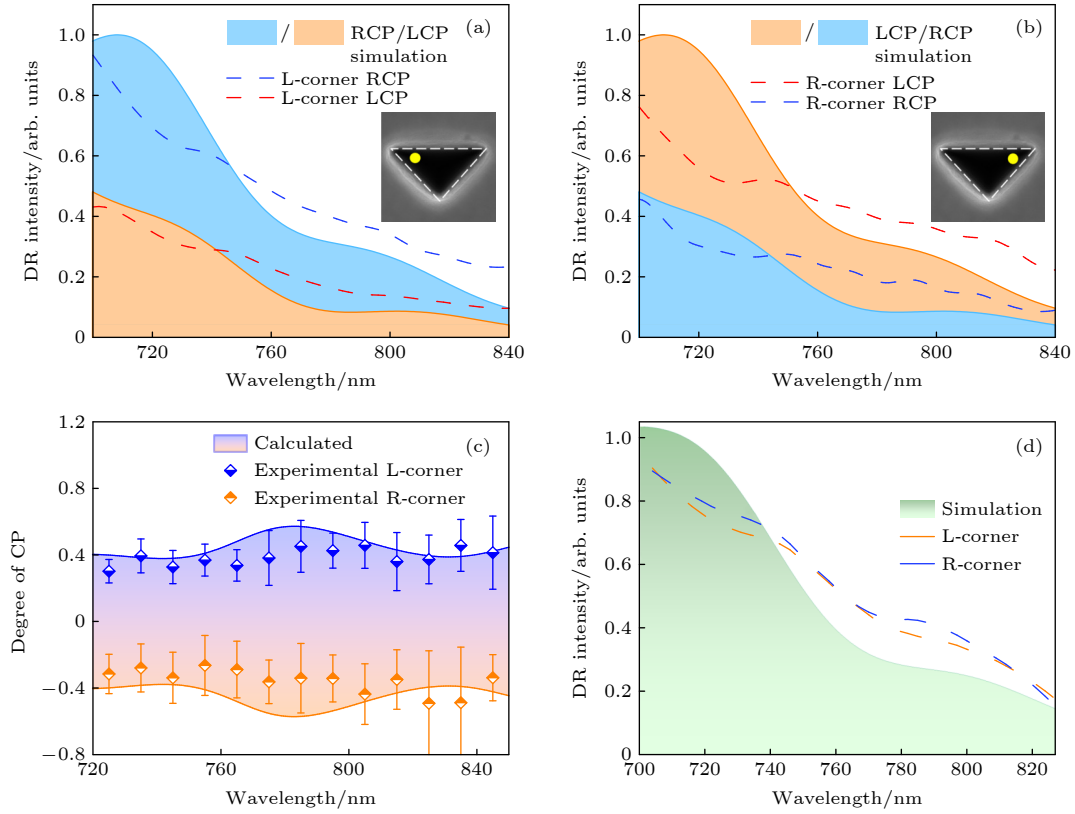 (a)
/ RCP/LCP
simulation
L-corner RCP
L-corner LCP
DR intensity/arb. units
1.0
0.8
0.6
0.4
0.2
0
720 760 800 840
Wavelength/nm
(b)
/ LCP/RCP
simulation
R-corner LCP
R-corner RCP
DR intensity/arb. units
1.0
0.8
0.6
0.4
0.2
0
700 720 760 800 840
Wavelength/nm
(c)
Calculated
Experimental L-corner
Experimental R-corner
Degree of CP
1.2
0.8
0.4
0
−0.4
−0.8
720 760 800 840
Wavelength/nm
(d)
Simulation
L-corner
R-corner
DR intensity/arb. units
1.0
0.8
0.6
0.4
0.2
0
700 720 740 760 780 800 820
Wavelength/nm